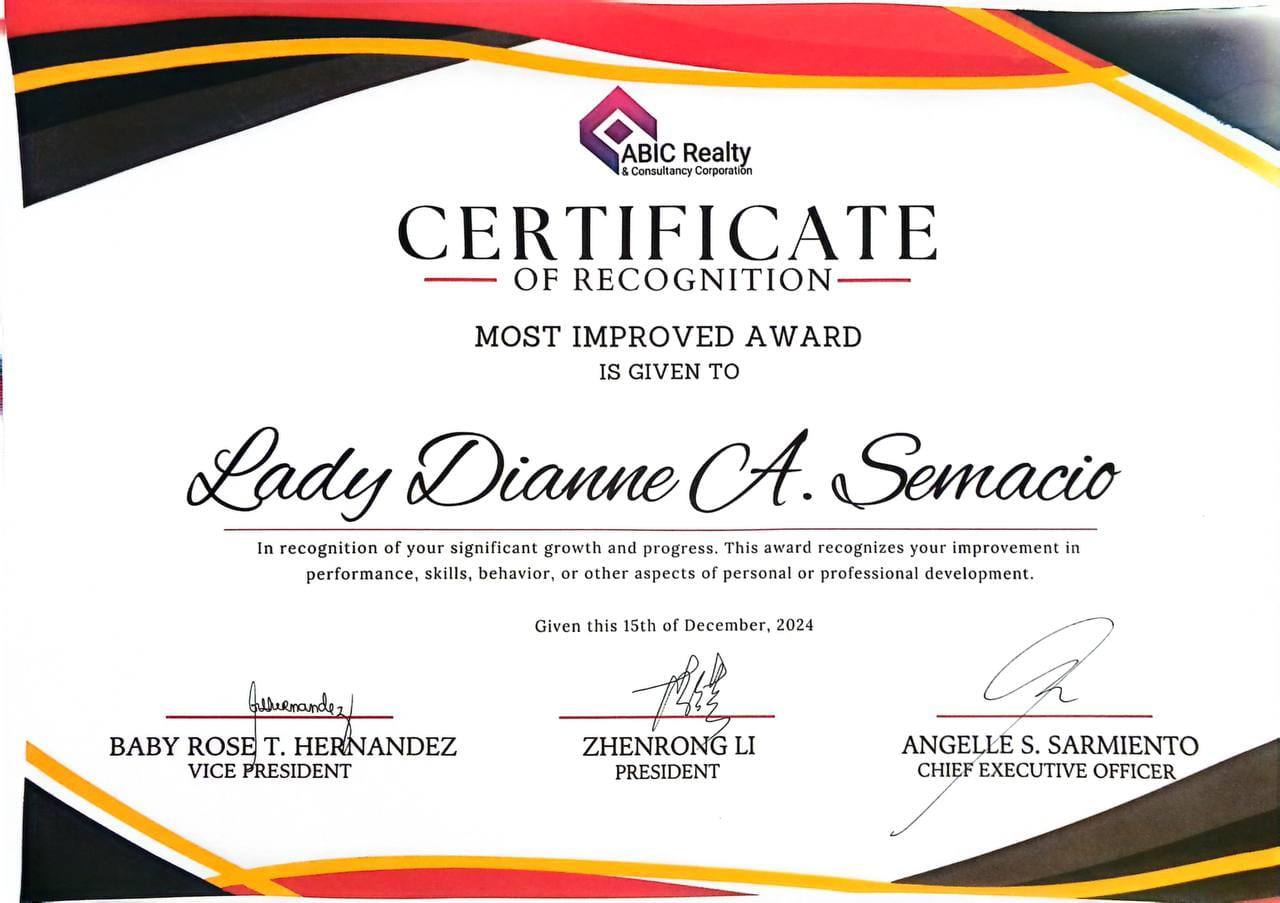 ABIC Realty
& Consultancy Corporation
CERTIFICATE
OF RECOGNITION
MOST IMPROVED AWARD
IS GIVEN TO
Lady Dianne A. Semacio
In recognition of your significant growth and progress. This award recognizes your improvement in
performance, skills, behavior, or other aspects of personal or professional development.
Given this 15th of December, 2024
BABY ROSE T. HERNANDEZ
VICE PRESIDENT
ZHENRONG LI
PRESIDENT
ANGELLE S. SARMIENTO
CHIEF EXECUTIVE OFFICER